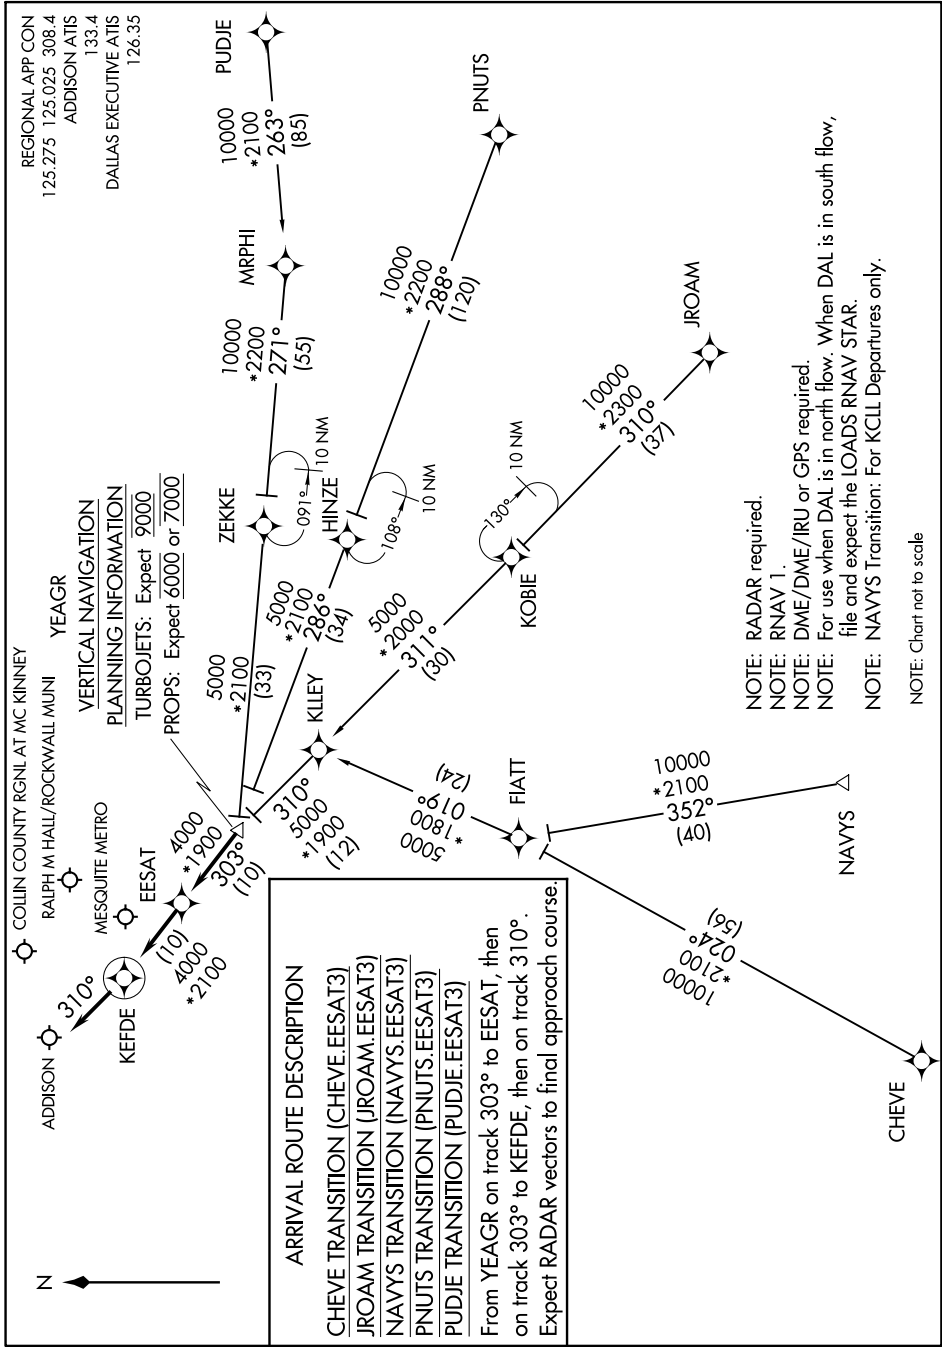 REGIONAL APP CON
125.275 125.025 308.4
ADDISON ATIS
133.4
DALLAS EXECUTIVE ATIS
126.35
COLLIN COUNTY RGNL AT MC KINNEY
RALPH M HALL/ROCKWALL MUNI
MESQUITE METRO
ADDISON
YEAGR
VERTICAL NAVIGATION
PLANNING INFORMATION
TURBOJETS: Expect 9000
PROPS: Expect 6000 or 7000
N
310°
KEFDE
(10)
4000
*2100
EESAT
4000
*1900
303°
(10)
5000
*2100
(33)
ZEKKE
091°
10 NM
10000
*2200
271°
(55)
MRPHI
10000
*2100
263°
(85)
PUDJE
5000
*2100
286°
(34)
HINZE
108°
10 NM
10000
*2200
288°
(120)
PNUTS
310°
5000
*1900
(12)
KLLEY
5000
*2000
311°
(30)
KOBIE
130°
10 NM
10000
*2300
310°
(37)
JROAM
(24)
019°
*1800
5000
FIATT
10000
*2100
352°
(40)
NAVYS
(56)
024°
*2100
10000
CHEVE
ARRIVAL ROUTE DESCRIPTION
CHEVE TRANSITION (CHEVE.EESAT3)
JROAM TRANSITION (JROAM.EESAT3)
NAVYS TRANSITION (NAVYS.EESAT3)
PNUTS TRANSITION (PNUTS.EESAT3)
PUDJE TRANSITION (PUDJE.EESAT3)
From YEAGR on track 303° to EESAT, then
on track 303° to KEFDE, then on track 310°.
Expect RADAR vectors to final approach course.
NOTE: RADAR required.
NOTE: RNAV 1.
NOTE: DME/DME/IRU or GPS required.
NOTE: For use when DAL is in north flow. When DAL is in south flow,
file and expect the LOADS RNAV STAR.
NOTE: NAVYS Transition: For KCLL Departures only.
NOTE: Chart not to scale